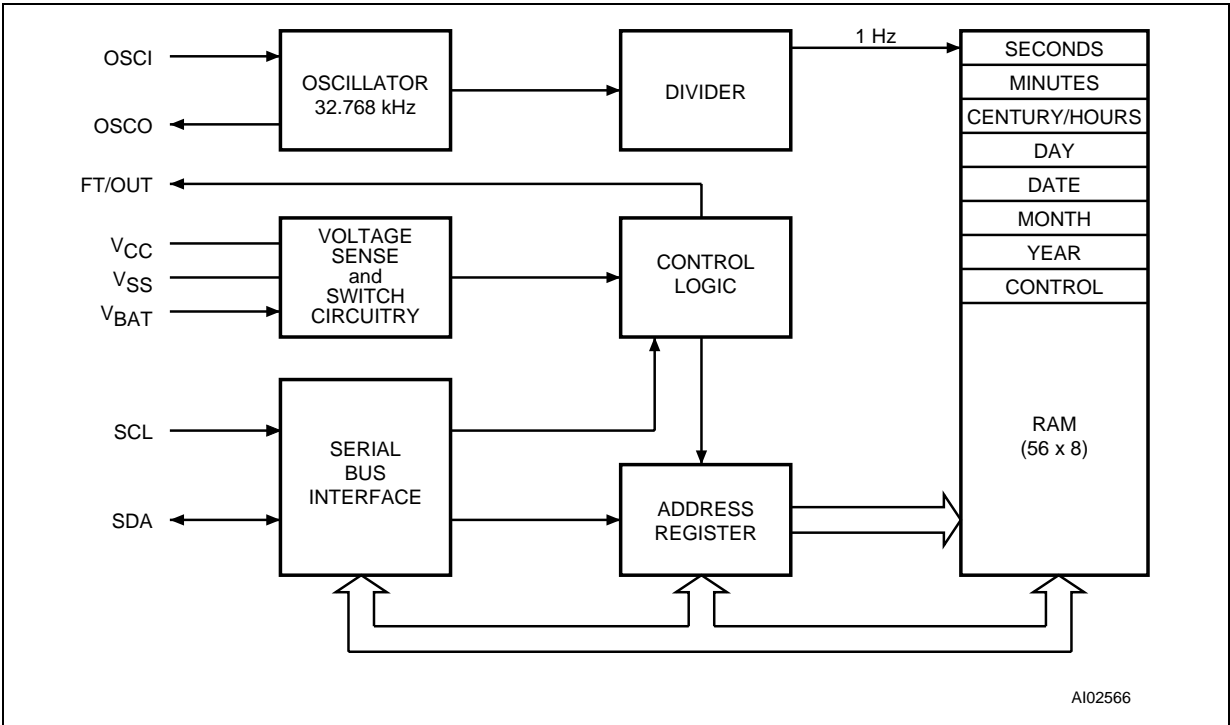 OSCI
OSCO
FT/OUT
VCC
VSS
VBAT
SCL
SDA
OSCILLATOR
32.768 kHz
VOLTAGE
SENSE
and
SWITCH
CIRCUITRY
SERIAL
BUS
INTERFACE
DIVIDER
CONTROL
LOGIC
ADDRESS
REGISTER
1 Hz
SECONDS
MINUTES
CENTURY/HOURS
DAY
DATE
MONTH
YEAR
CONTROL
RAM
(56 x 8)
AI02566